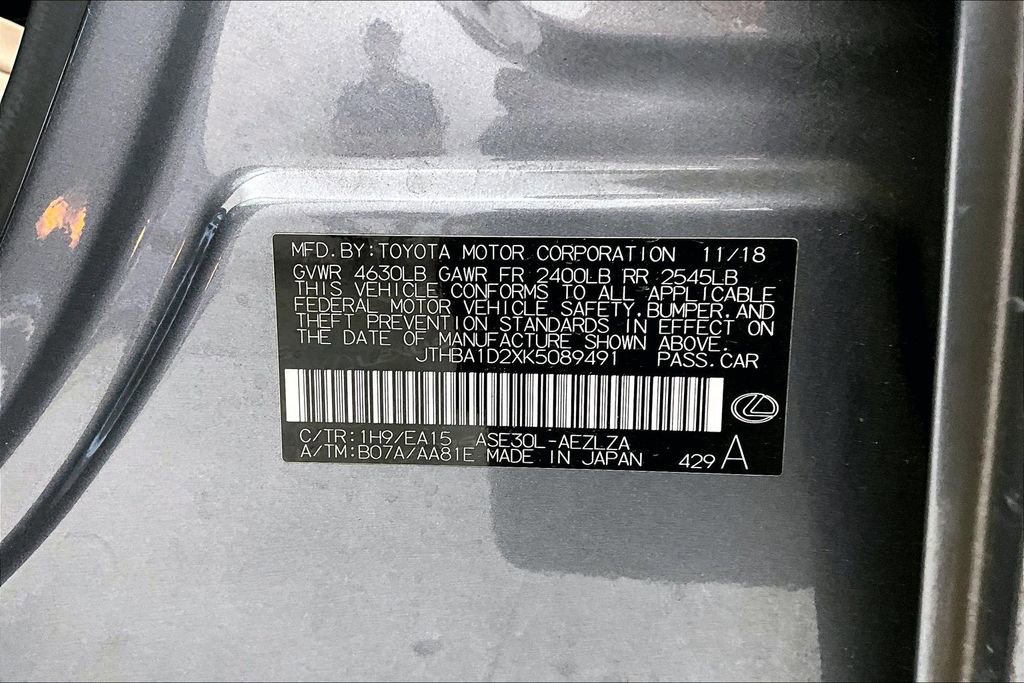 MFD. BY: TOYOTA MOTOR CORPORATION 11/18
GVWR 4630LB GAWR FR 2400LB RR 2545LB
THIS VEHICLE CONFORMS TO ALL APPLICABLE
FEDERAL MOTOR VEHICLE SAFETY, BUMPER, AND
THEFT PREVENTION STANDARDS IN EFFECT ON
THE DATE OF MANUFACTURE SHOWN ABOVE.
JTHBA1D2XK5089491 PASS. CAR
C/TR: 1H9/EA15 ASE30L-AEZLZA
A/TM: B07A/AA81E MADE IN JAPAN 429 A